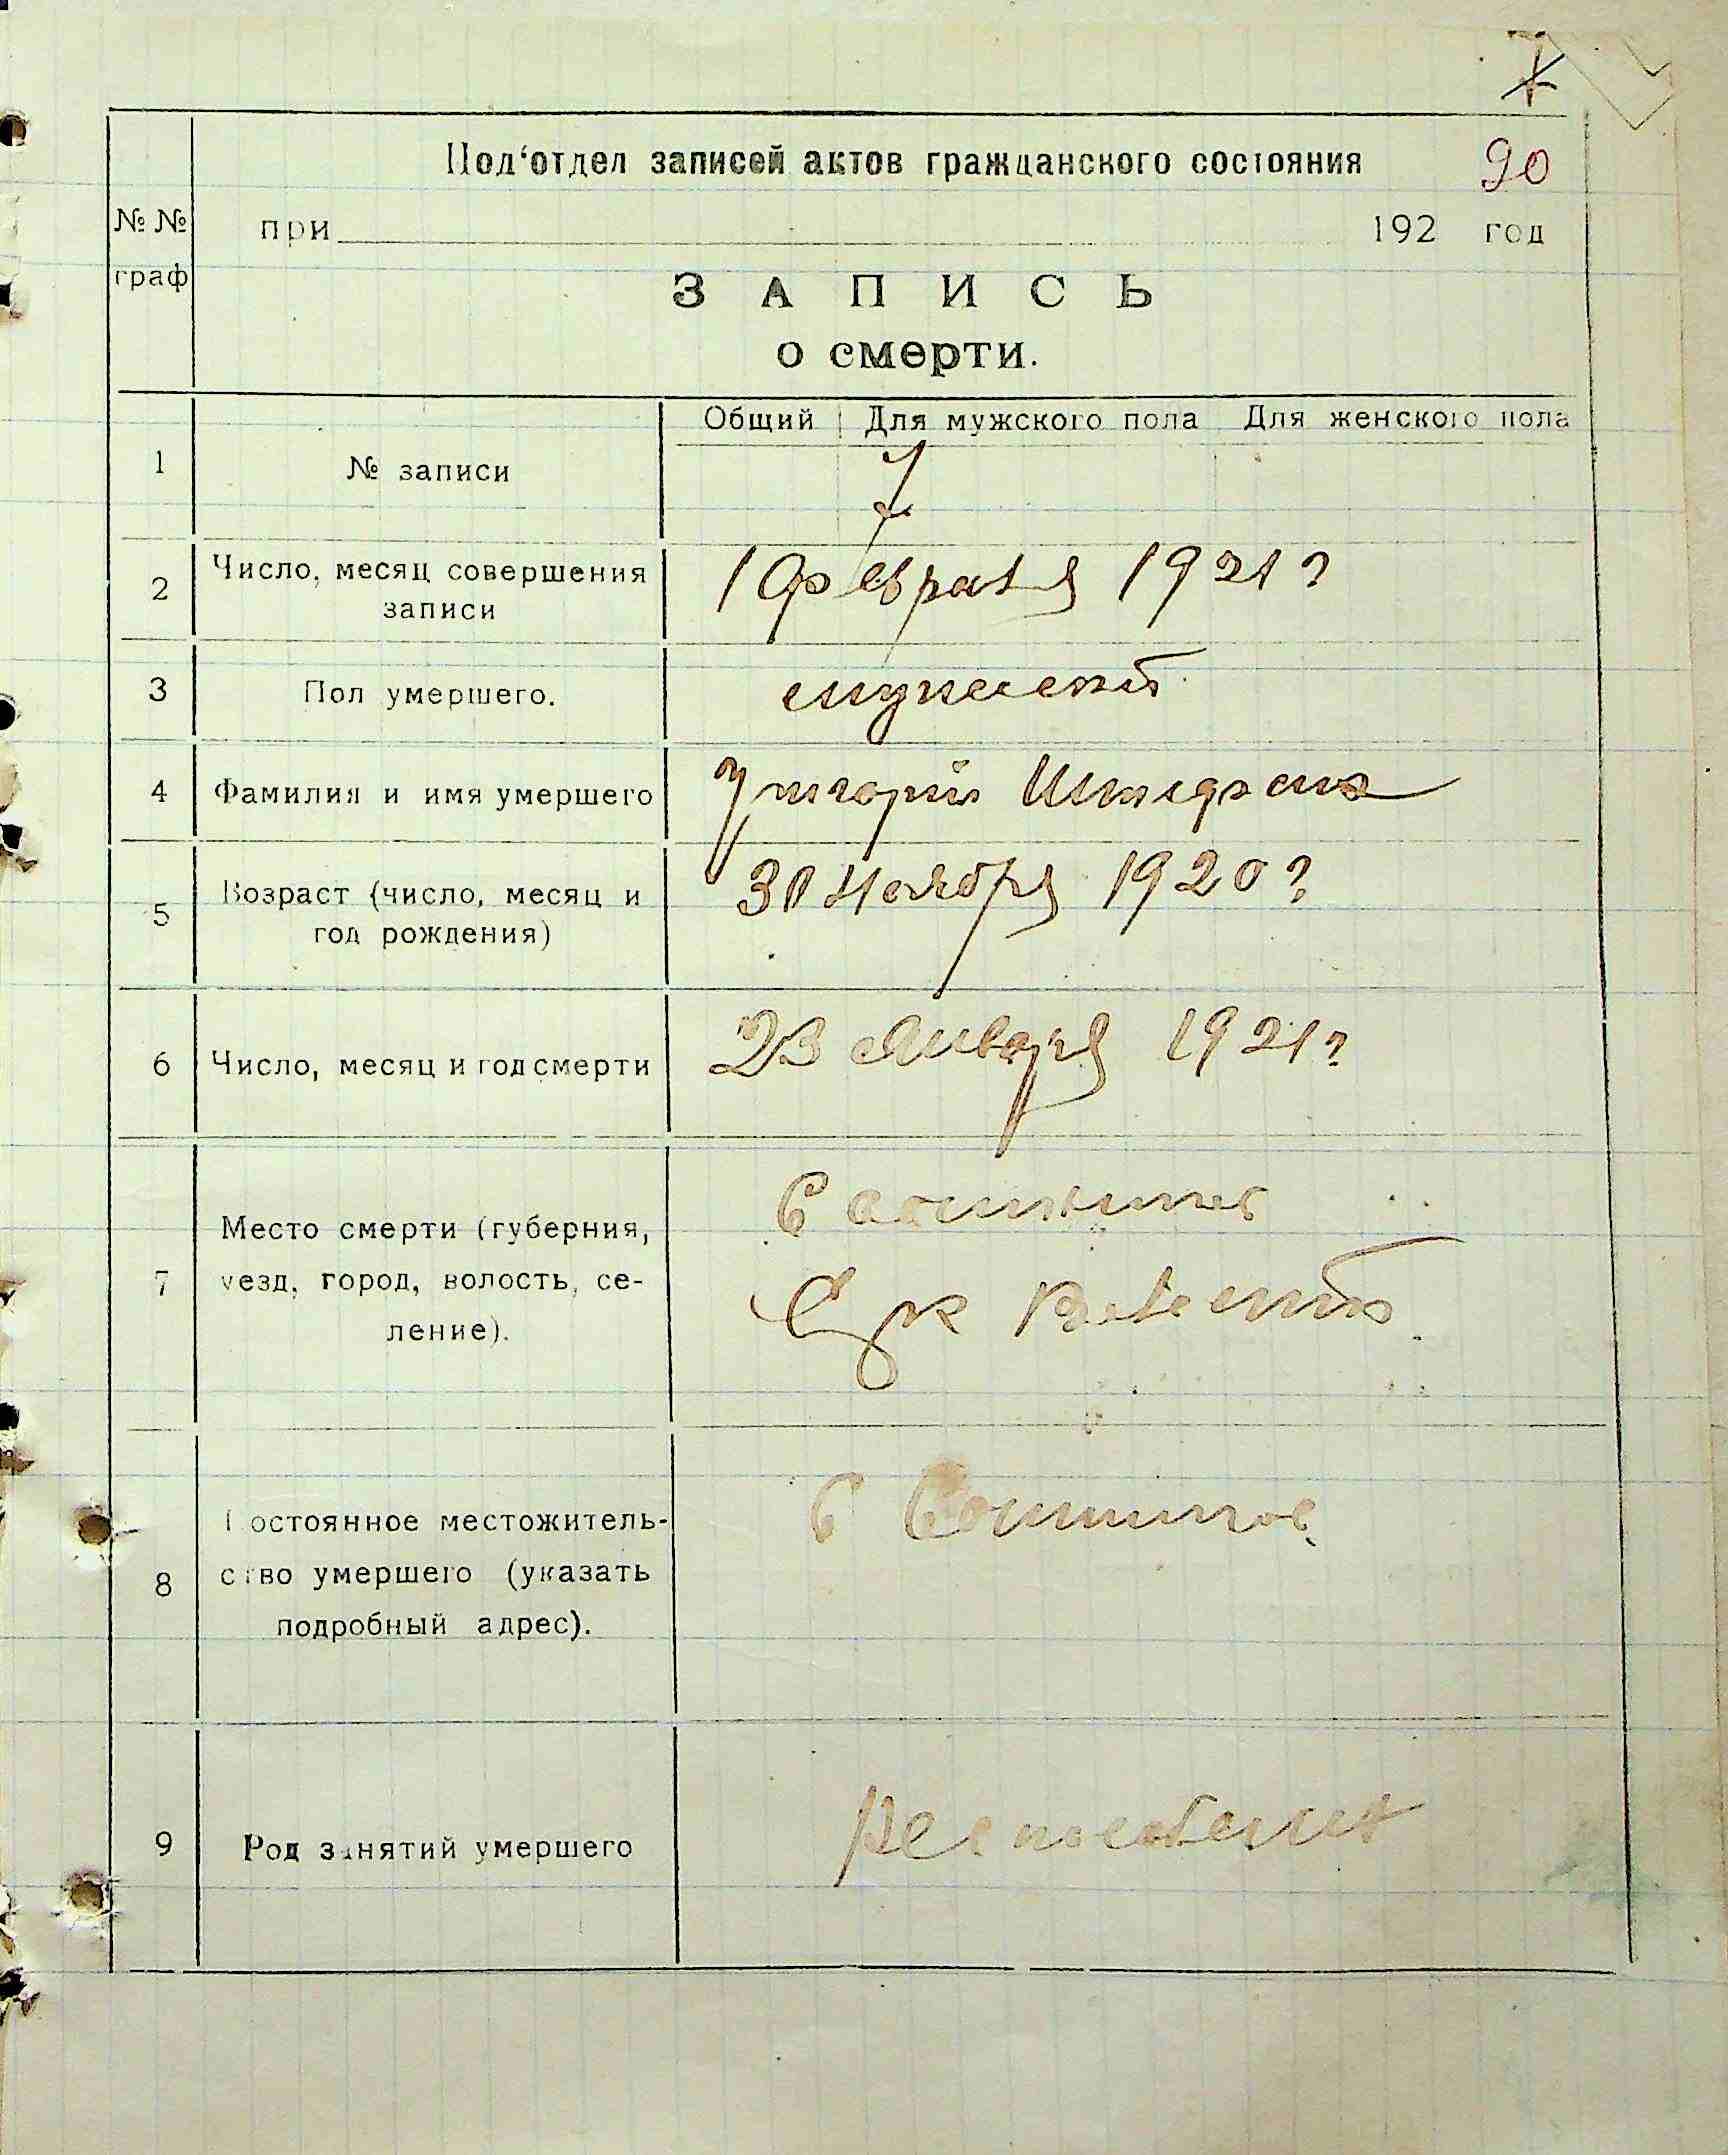 7
Под‘отдел записей актов гражданского состояния 90
№ № граф
при 192 год
ЗАПИСЬ
о смерти.
Общий Для мужского пола Для женского пола
1 № записи 7
2 Число, месяц совершения 1 февраля 1921 г
записи
3 Пол умершего. мужской
4 Фамилия и имя умершего Григорий
5 Возраст (число, месяц и 30 Ноября 1920 г
год рождения)
6 Число, месяц и год смерти 23 Января 1921 г
Место смерти (губерния,
7 уезд, город, волость, се-
ление).
Постоянное местожитель-
8 ство умершего (указать
подробный адрес).
9 Род занятий умершего